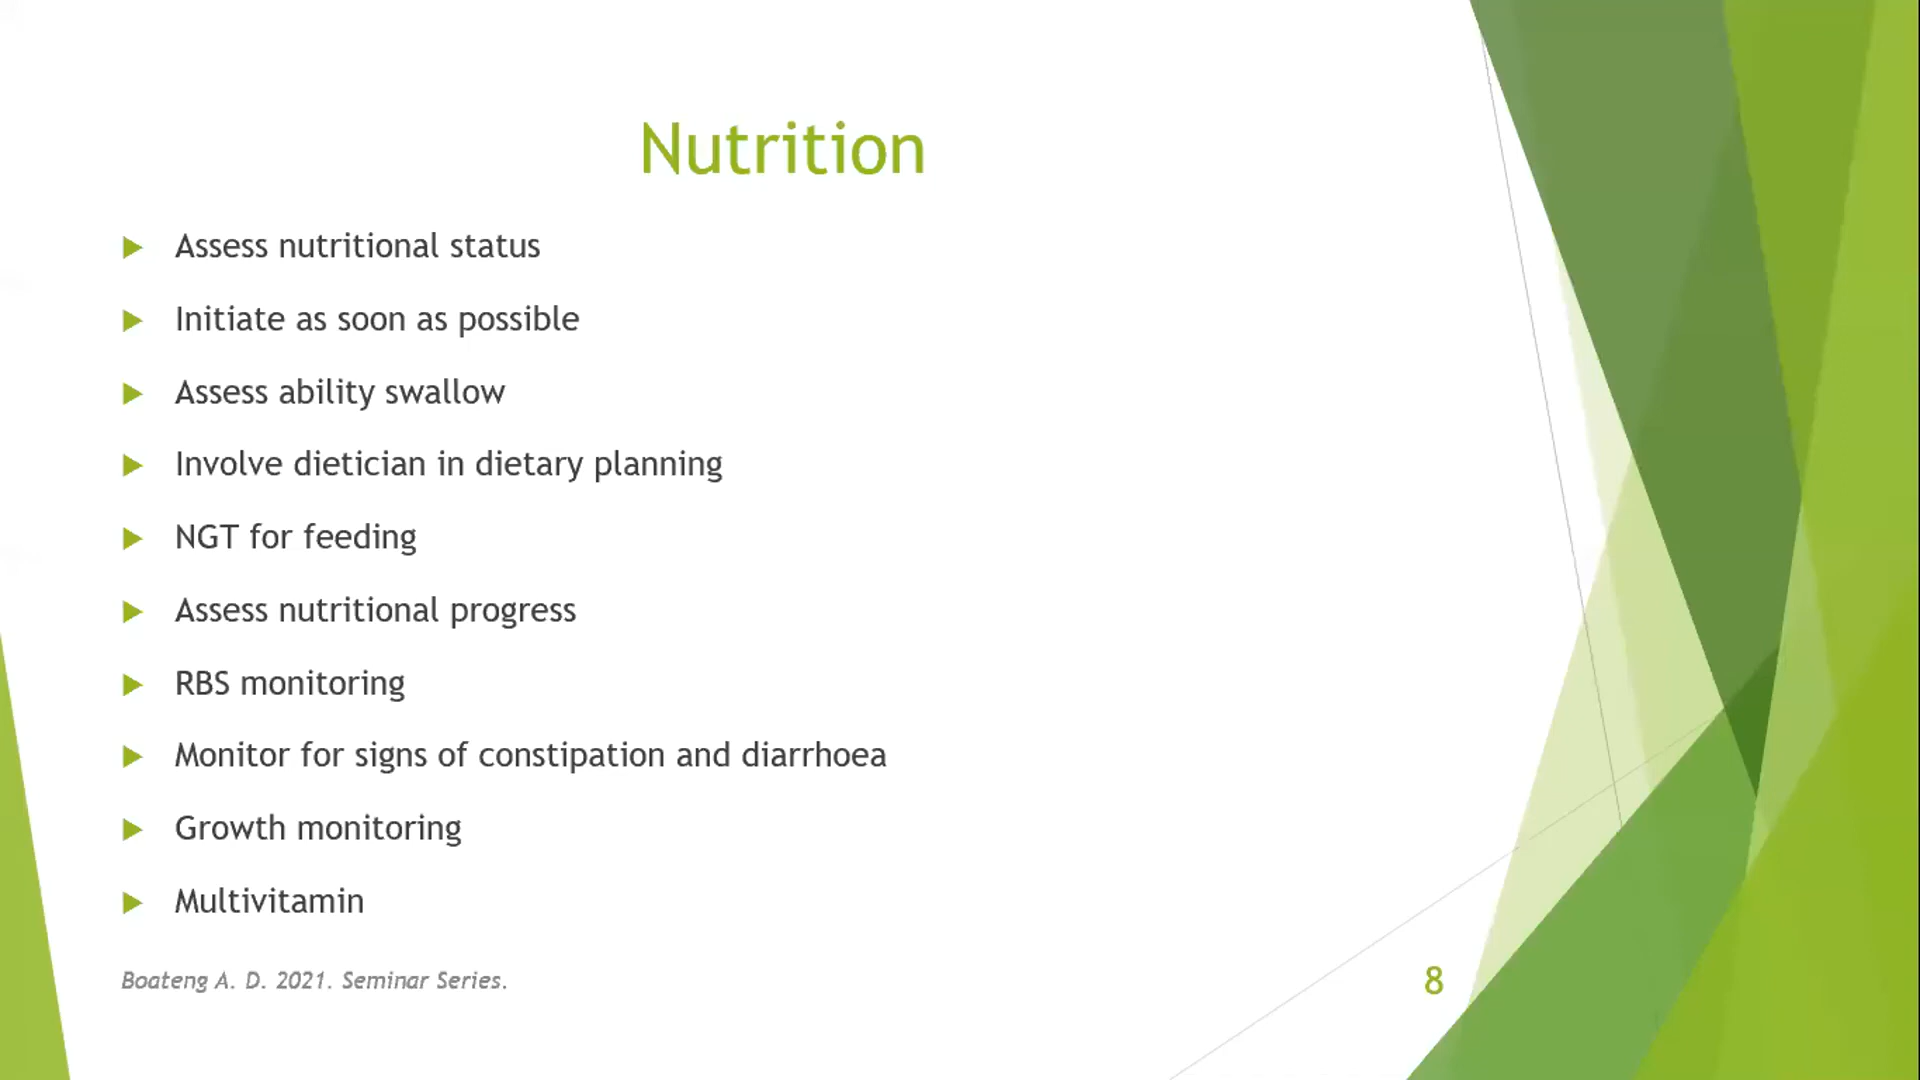 Nutrition
Assess nutritional status
Initiate as soon as possible
Assess ability swallow
Involve dietician in dietary planning
NGT for feeding
Assess nutritional progress
RBS monitoring
Monitor for signs of constipation and diarrhoea
Growth monitoring
Multivitamin
Boateng A. D. 2021. Seminar Series.
8